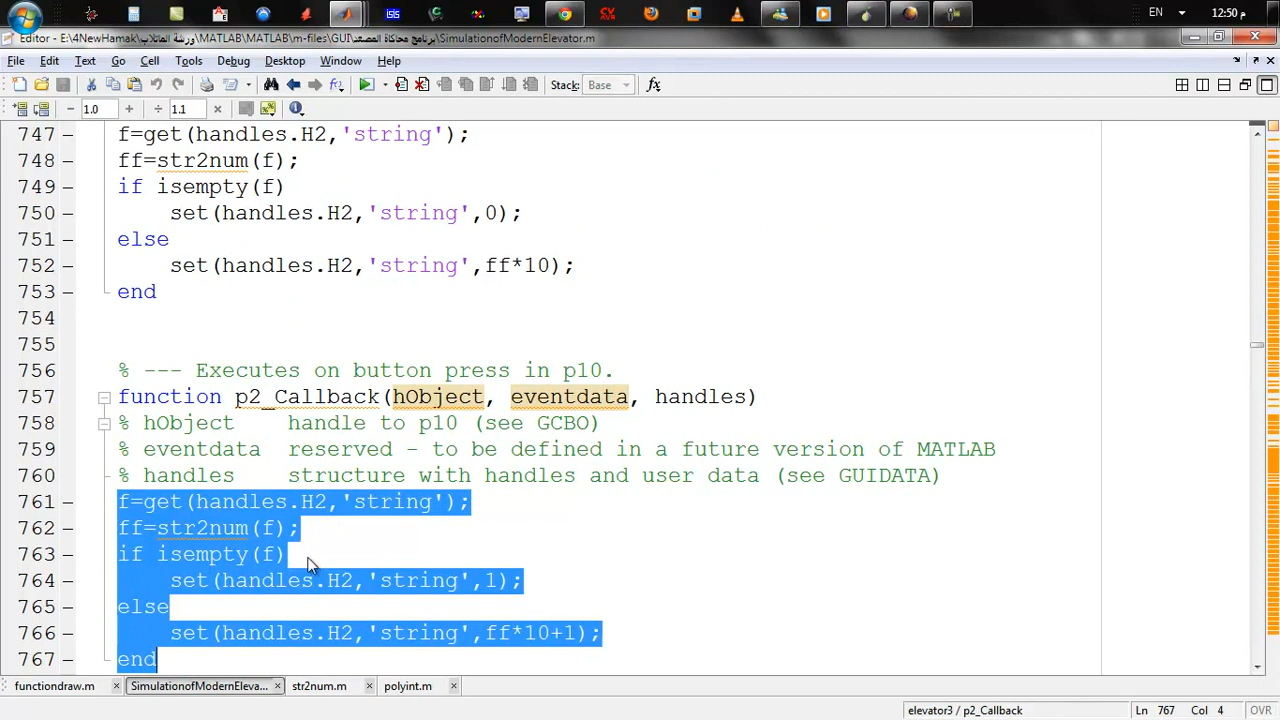 EN
12:50 م
Editor - E:\4NewHamak\ورشة الماتلاب\MATLAB\MATLAB\m-files\GUI\برنامج محاكاة المصعد\SimulationofModernElevator.m
File Edit Text Go Cell Tools Debug Desktop Window Help
Stack: Base fx
- 1.0 + ÷ 1.1 ×
747 – f=get(handles.H2,'string');
748 – ff=str2num(f);
749 – if isempty(f)
750 – set(handles.H2,'string',0);
751 – else
752 – set(handles.H2,'string',ff*10);
753 – end
754
755
756 % --- Executes on button press in p10.
757 function p2_Callback(hObject, eventdata, handles)
758 % hObject handle to p10 (see GCBO)
759 % eventdata reserved - to be defined in a future version of MATLAB
760 % handles structure with handles and user data (see GUIDATA)
761 – f=get(handles.H2,'string');
762 – ff=str2num(f);
763 – if isempty(f)
764 – set(handles.H2,'string',1);
765 – else
766 – set(handles.H2,'string',ff*10+1);
767 – end
functiondraw.m × SimulationofModernEleva... × str2num.m × polyint.m ×
elevator3 / p2_Callback Ln 767 Col 4 OVR